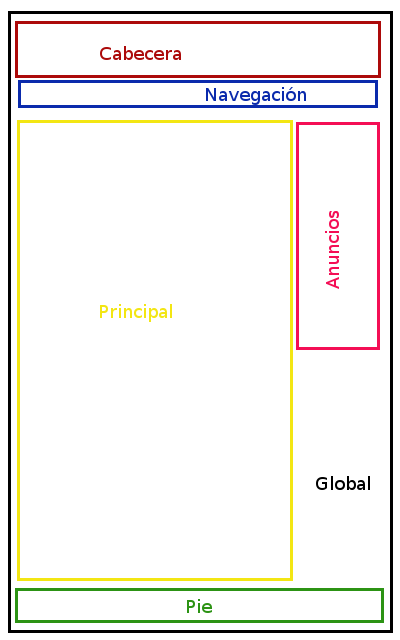 Cabecera
Navegación
Anuncios
Principal
Global
Pie